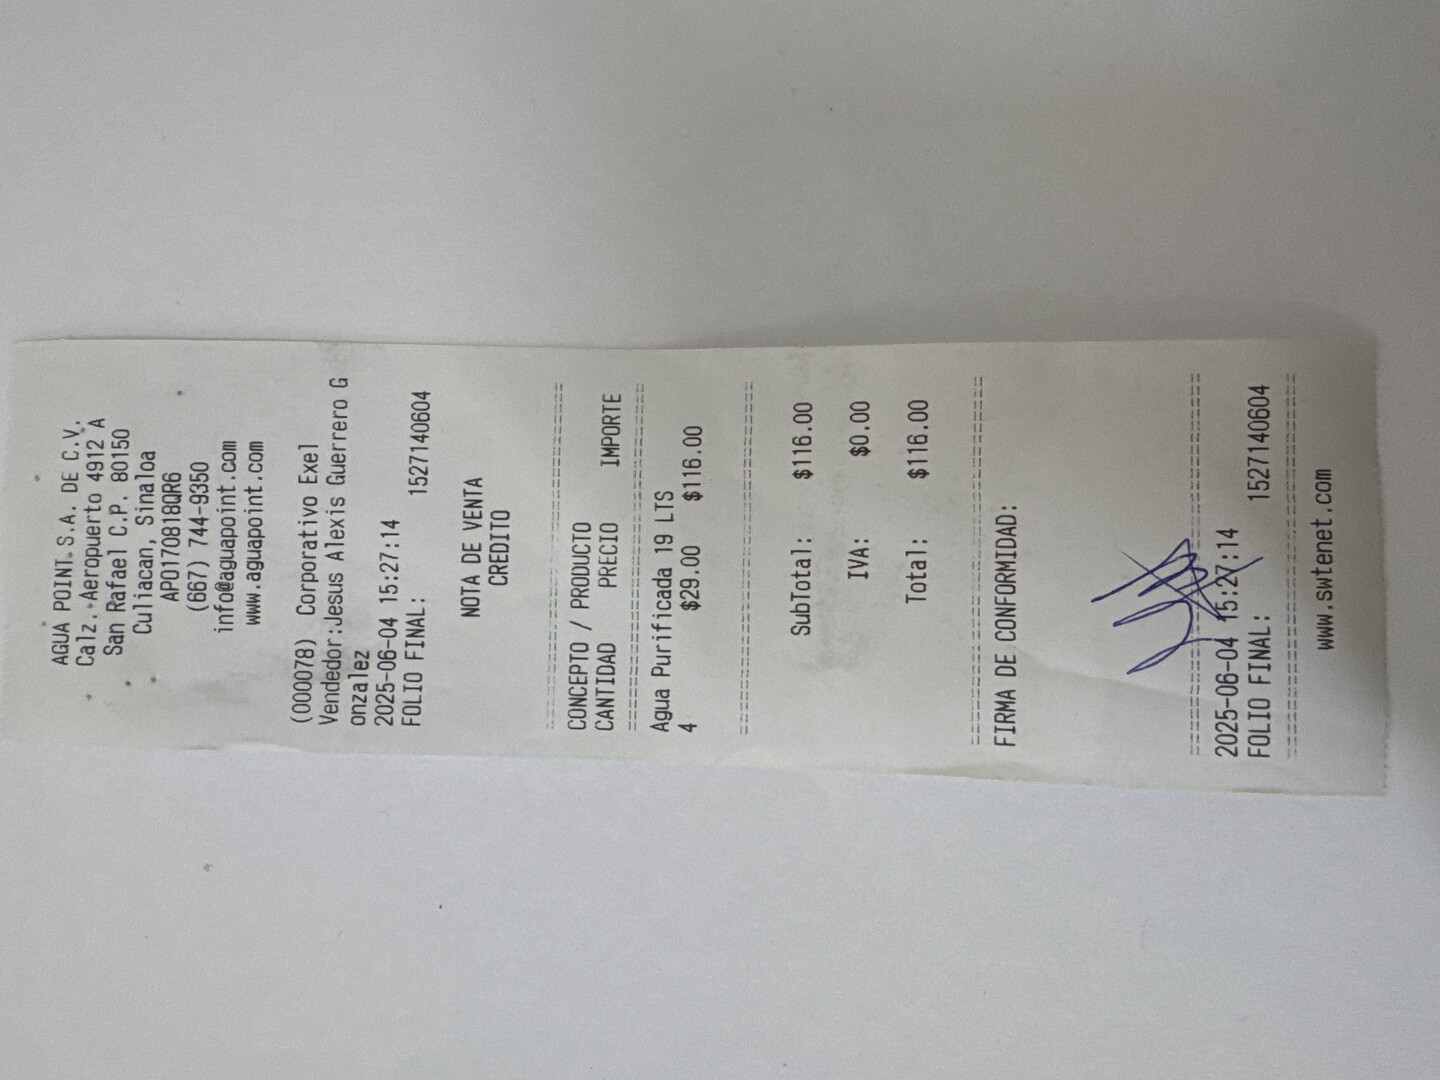 AGUA POINT S.A. DE C.V.
Calz. Aeropuerto 4912 A
San Rafael C.P. 80150
Culiacan, Sinaloa
APO170818QR6
(667) 744-9350
info@aguapoint.com
www.aguapoint.com
(000078) Corporativo Exel
Vendedor:Jesus Alexis Guerrero G
onzalez
2025-06-04 15:27:14
FOLIO FINAL: 1527140604
NOTA DE VENTA
CREDITO
CONCEPTO / PRODUCTO
CANTIDAD PRECIO IMPORTE
Agua Purificada 19 LTS
4 $29.00 $116.00
SubTotal: $116.00
IVA: $0.00
Total: $116.00
FIRMA DE CONFORMIDAD:
2025-06-04 15:27:14
FOLIO FINAL: 1527140604
www.swtenet.com